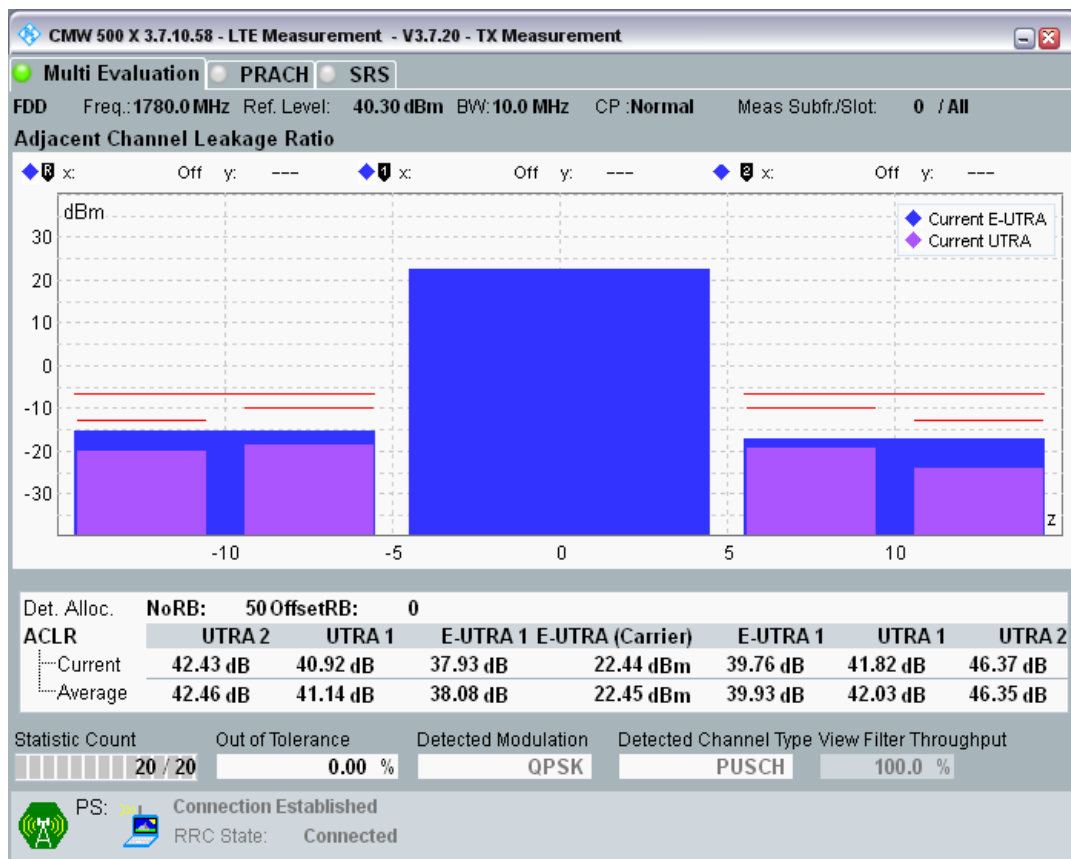 CMW 500 X 3.7.10.58 - LTE Measurement - V3.7.20 - TX Measurement
Multi Evaluation PRACH SRS
FDD Freq.:1780.0 MHz Ref. Level: 40.30 dBm BW:10.0 MHz CP :Normal Meas Subfr./Slot: 0 / All
Adjacent Channel Leakage Ratio
R x: Off y: --- 1 x: Off y: --- 2 x: Off y: ---
dBm
Current E-UTRA
Current UTRA
30
20
10
0
-10
-20
-30
z
-10 -5 0 5 10
Det. Alloc. NoRB: 50 OffsetRB: 0
ACLR UTRA 2 UTRA 1 E-UTRA 1 E-UTRA (Carrier) E-UTRA 1 UTRA 1 UTRA 2
Current 42.43 dB 40.92 dB 37.93 dB 22.44 dBm 39.76 dB 41.82 dB 46.37 dB
Average 42.46 dB 41.14 dB 38.08 dB 22.45 dBm 39.93 dB 42.03 dB 46.35 dB
Statistic Count Out of Tolerance Detected Modulation Detected Channel Type View Filter Throughput
20 / 20 0.00 % QPSK PUSCH 100.0 %
PS: Connection Established
RRC State: Connected